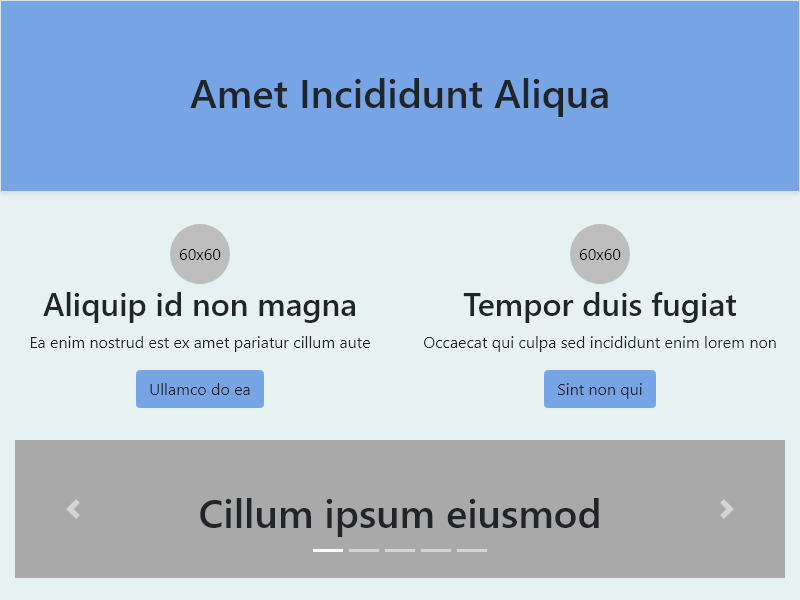 Amet Incididunt Aliqua
60x60
Aliquip id non magna
Ea enim nostrud est ex amet pariatur cillum aute
Ullamco do ea
60x60
Tempor duis fugiat
Occaecat qui culpa sed incididunt enim lorem non
Sint non qui
Cillum ipsum eiusmod